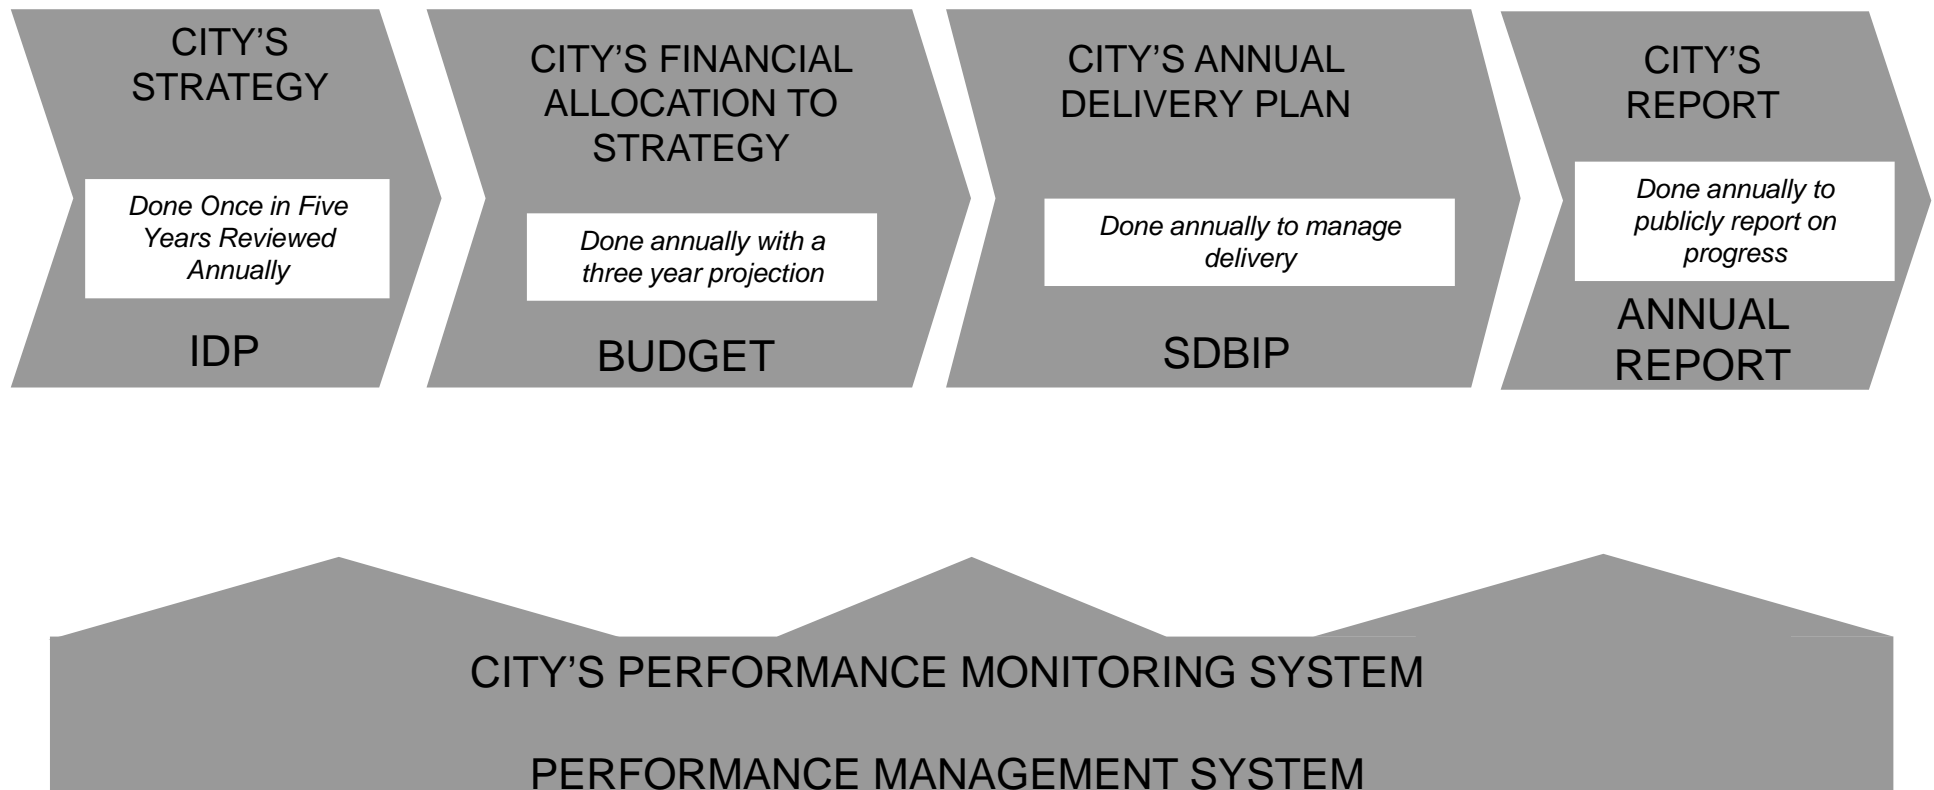 CITY’S
STRATEGY
Done Once in Five
Years Reviewed
Annually
IDP
CITY’S FINANCIAL
ALLOCATION TO
STRATEGY
Done annually with a
three year projection
BUDGET
CITY’S ANNUAL
DELIVERY PLAN
Done annually to manage
delivery
SDBIP
CITY’S
REPORT
Done annually to
publicly report on
progress
ANNUAL
REPORT
CITY’S PERFORMANCE MONITORING SYSTEM
PERFORMANCE MANAGEMENT SYSTEM